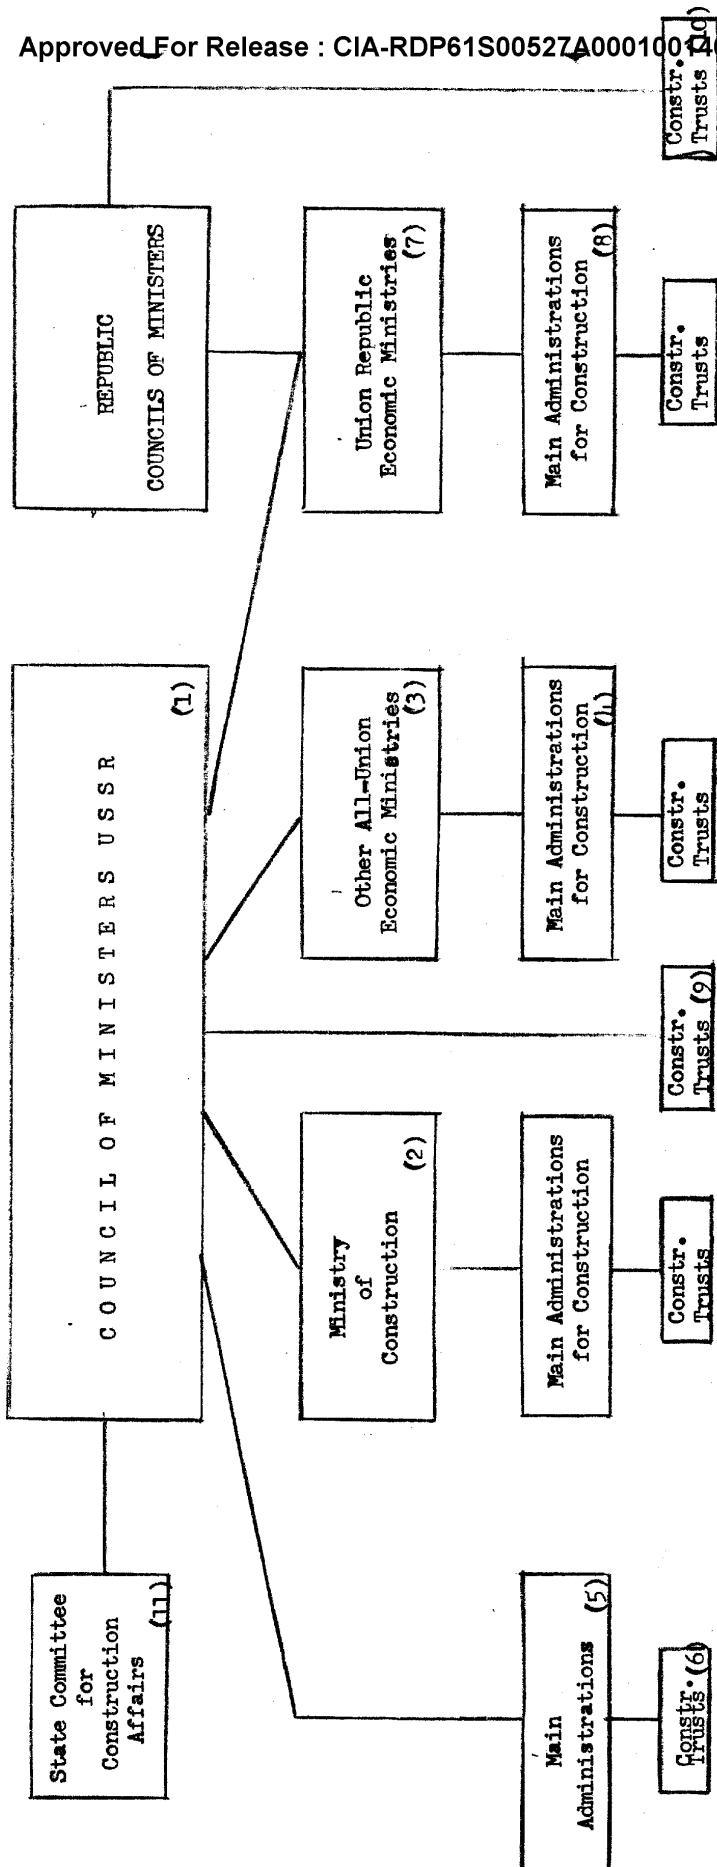 Approved For Release : CIA-RDP61S00527A00010014
State Committee
for
Construction
Affairs
(11)
COUNCIL OF MINISTERS USSR
(1)
REPUBLIC
COUNCILS OF MINISTERS
Ministry
of
Construction
(2)
Other All-Union
Economic Ministries
(3)
Union Republic
Economic Ministries
(7)
Main
Administrations
(5)
Main Administrations
for Construction
Main Administrations
for Construction
(4)
Main Administrations
for Construction
(8)
Constr.
Trusts (6)
Constr.
Trusts
Constr.
Trusts (9)
Constr.
Trusts
Constr.
Trusts
Constr.
Trusts (10)